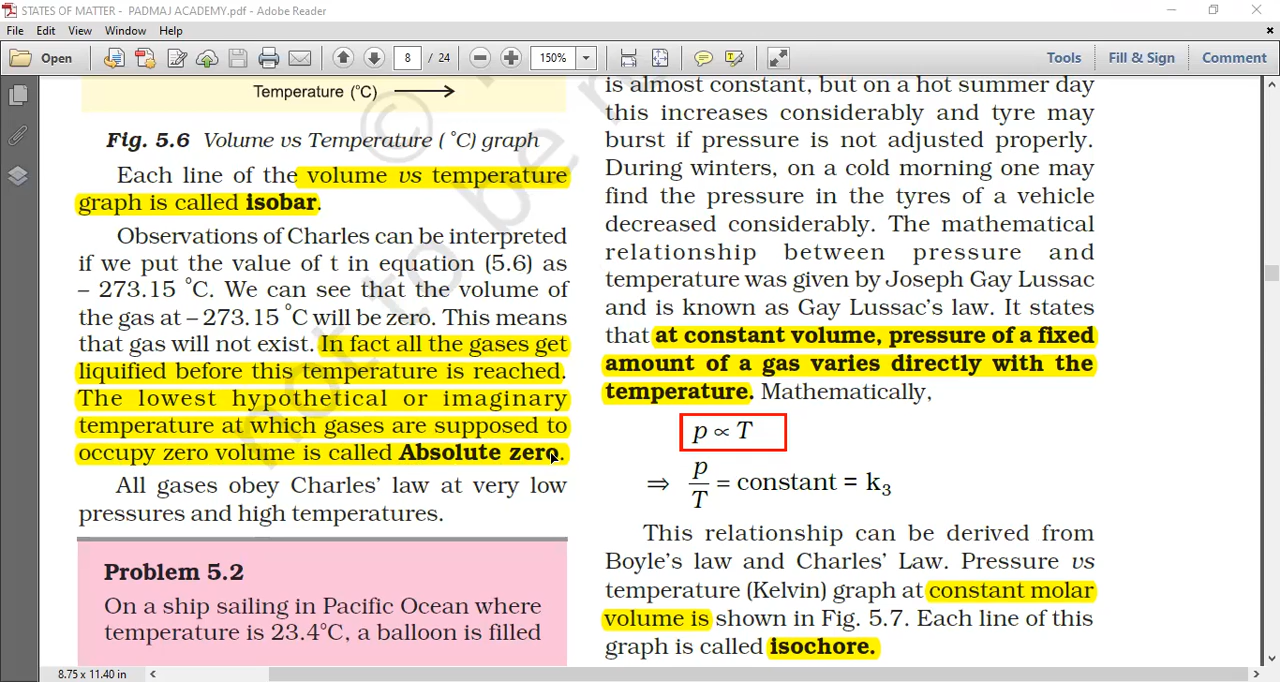 STATES OF MATTER - PADMAJ ACADEMY.pdf - Adobe Reader
File Edit View Window Help
Open 8 / 24 150% Tools Fill & Sign Comment
Temperature (°C)
Fig. 5.6 Volume vs Temperature ( °C) graph
Each line of the volume vs temperature
graph is called isobar.
Observations of Charles can be interpreted
if we put the value of t in equation (5.6) as
– 273.15 °C. We can see that the volume of
the gas at – 273.15 °C will be zero. This means
that gas will not exist. In fact all the gases get
liquified before this temperature is reached.
The lowest hypothetical or imaginary
temperature at which gases are supposed to
occupy zero volume is called Absolute zero.
All gases obey Charles’ law at very low
pressures and high temperatures.
Problem 5.2
On a ship sailing in Pacific Ocean where
temperature is 23.4°C, a balloon is filled
is almost constant, but on a hot summer day
this increases considerably and tyre may
burst if pressure is not adjusted properly.
During winters, on a cold morning one may
find the pressure in the tyres of a vehicle
decreased considerably. The mathematical
relationship between pressure and
temperature was given by Joseph Gay Lussac
and is known as Gay Lussac’s law. It states
that at constant volume, pressure of a fixed
amount of a gas varies directly with the
temperature. Mathematically,
p ∝ T
⇒ p/T = constant = k3
This relationship can be derived from
Boyle’s law and Charles’ Law. Pressure vs
temperature (Kelvin) graph at constant molar
volume is shown in Fig. 5.7. Each line of this
graph is called isochore.
© not to be
8.75 x 11.40 in